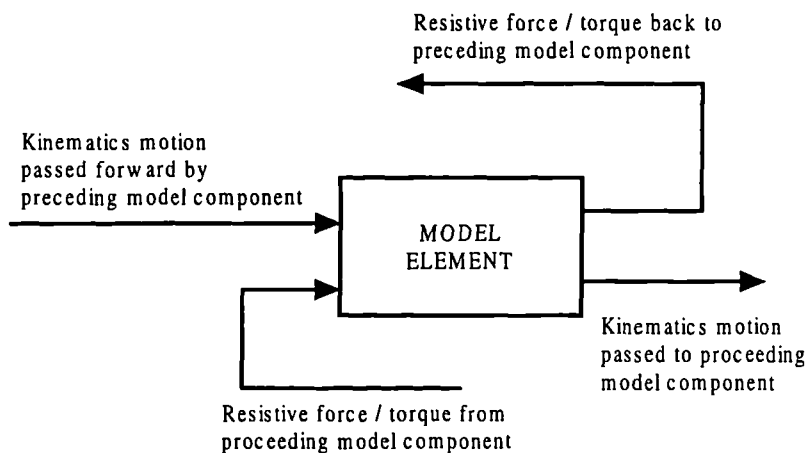 Resistive force / torque back to
preceding model component
Kinematics motion
passed forward by
preceding model component
MODEL
ELEMENT
Kinematics motion
passed to proceeding
model component
Resistive force / torque from
proceeding model component